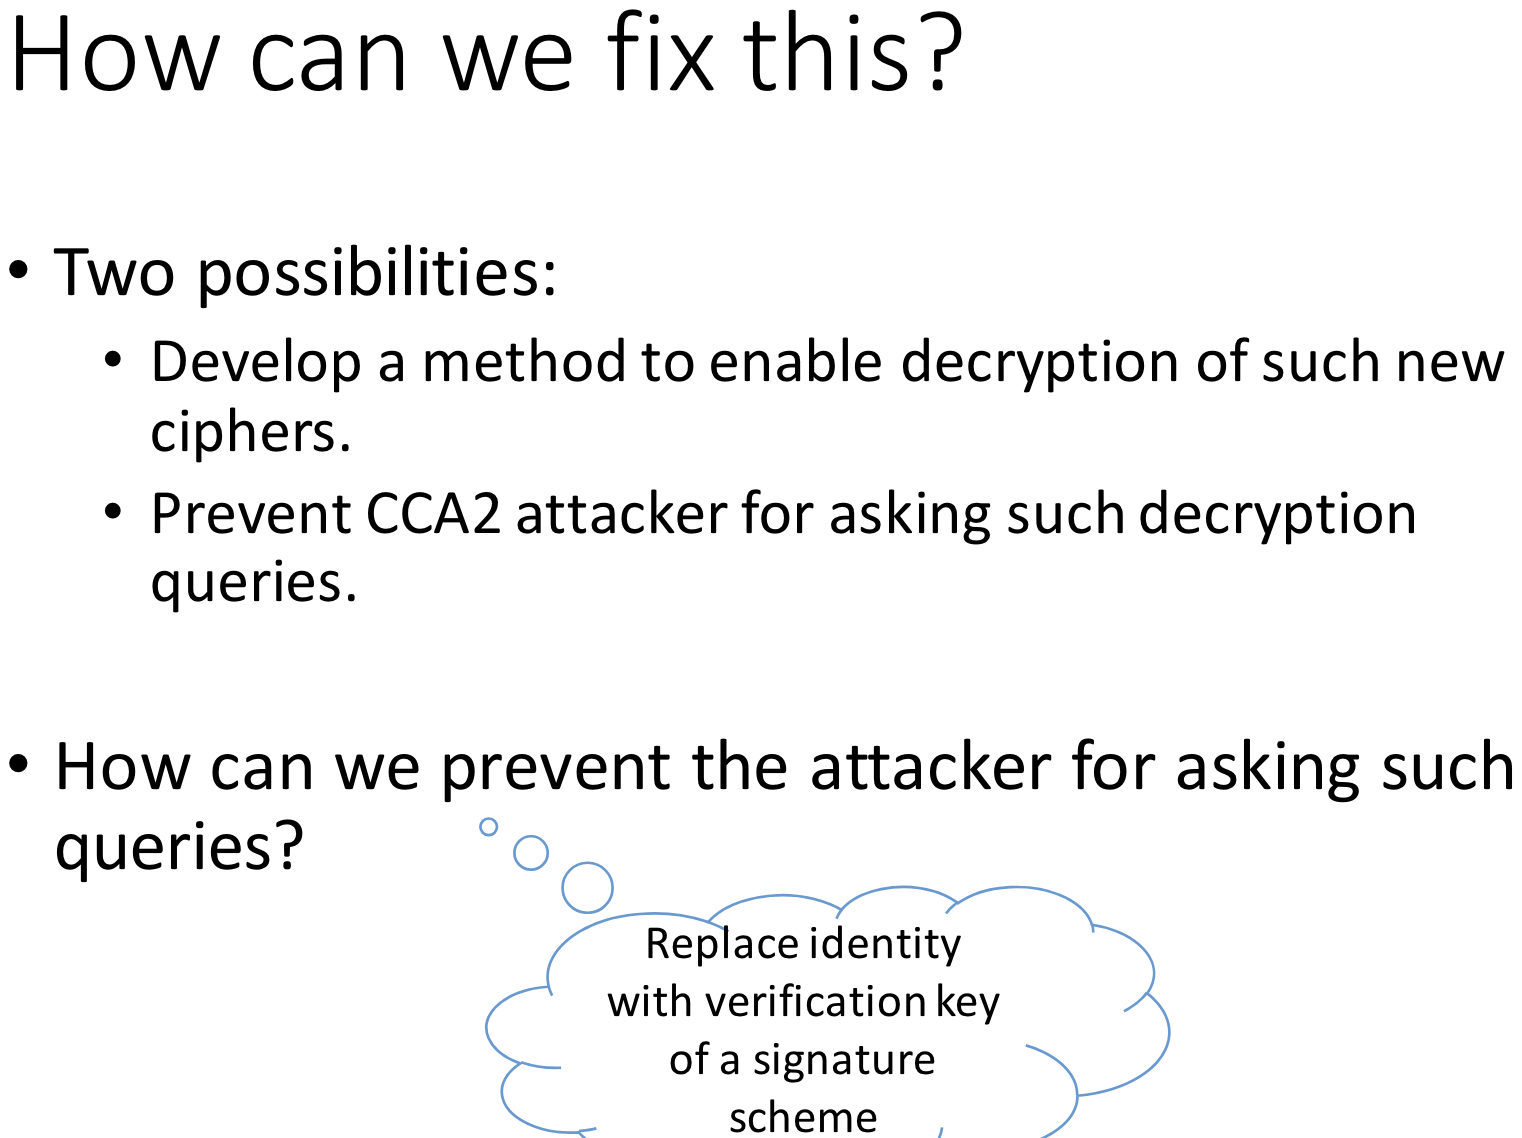 How can we fix this?
• Two possibilities:
• Develop a method to enable decryption of such new
ciphers.
• Prevent CCA2 attacker for asking such decryption
queries.
• How can we prevent the attacker for asking such
queries?
Replace identity
with verification key
of a signature
scheme